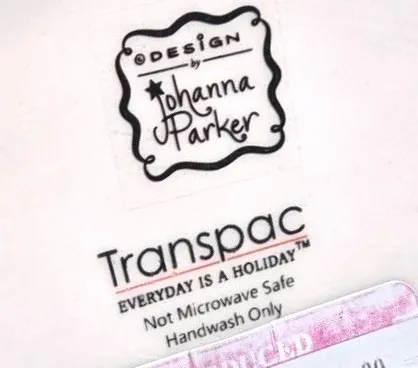 ©DESiGN
by
Johanna
Parker
Transpac
EVERYDAY IS A HOLIDAY™
Not Microwave Safe
Handwash Only